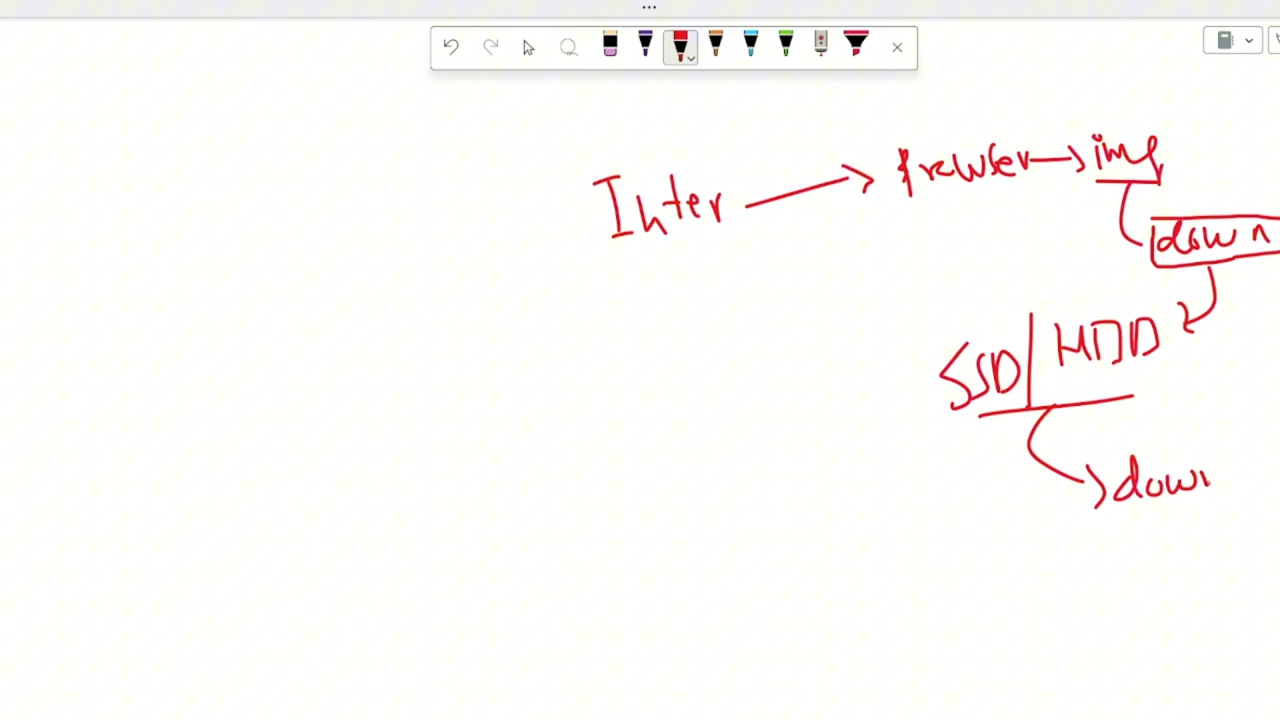 Inter → browser → img
down
SSD | HDD
→ down